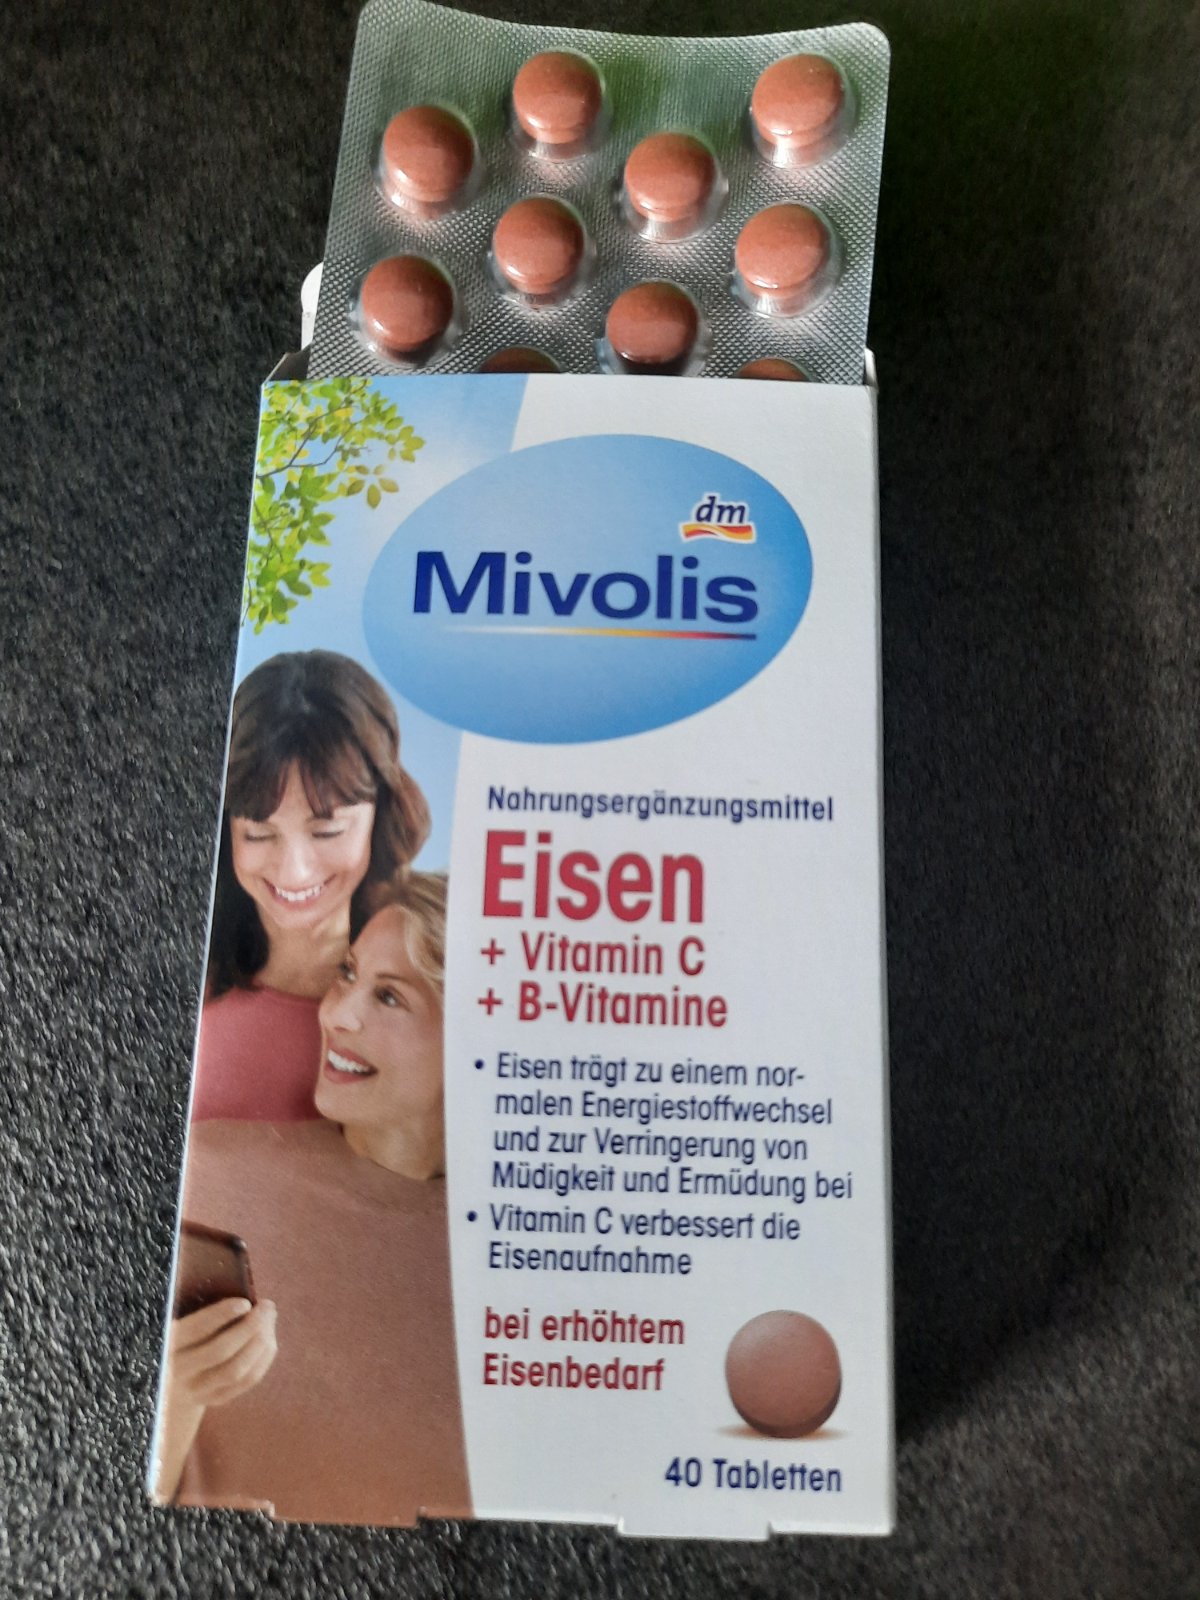 dm
Mivolis
Nahrungsergänzungsmittel
Eisen
+ Vitamin C
+ B-Vitamine
• Eisen trägt zu einem nor-
malen Energiestoffwechsel
und zur Verringerung von
Müdigkeit und Ermüdung bei
• Vitamin C verbessert die
Eisenaufnahme
bei erhöhtem
Eisenbedarf
40 Tabletten